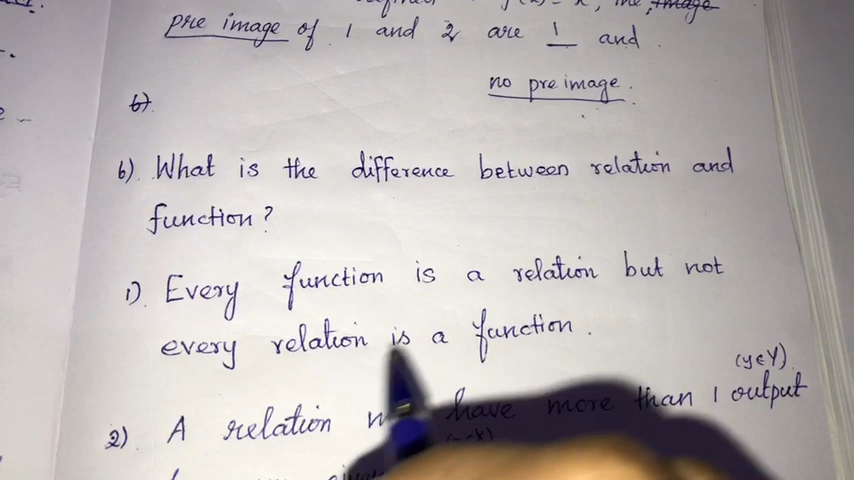 pre image of 1 and 2 are 1 and
no pre image.
6)
6). What is the difference between relation and
function?
1). Every function is a relation but not
every relation is a function.
(y∈Y)
2) A relation have more than 1 output